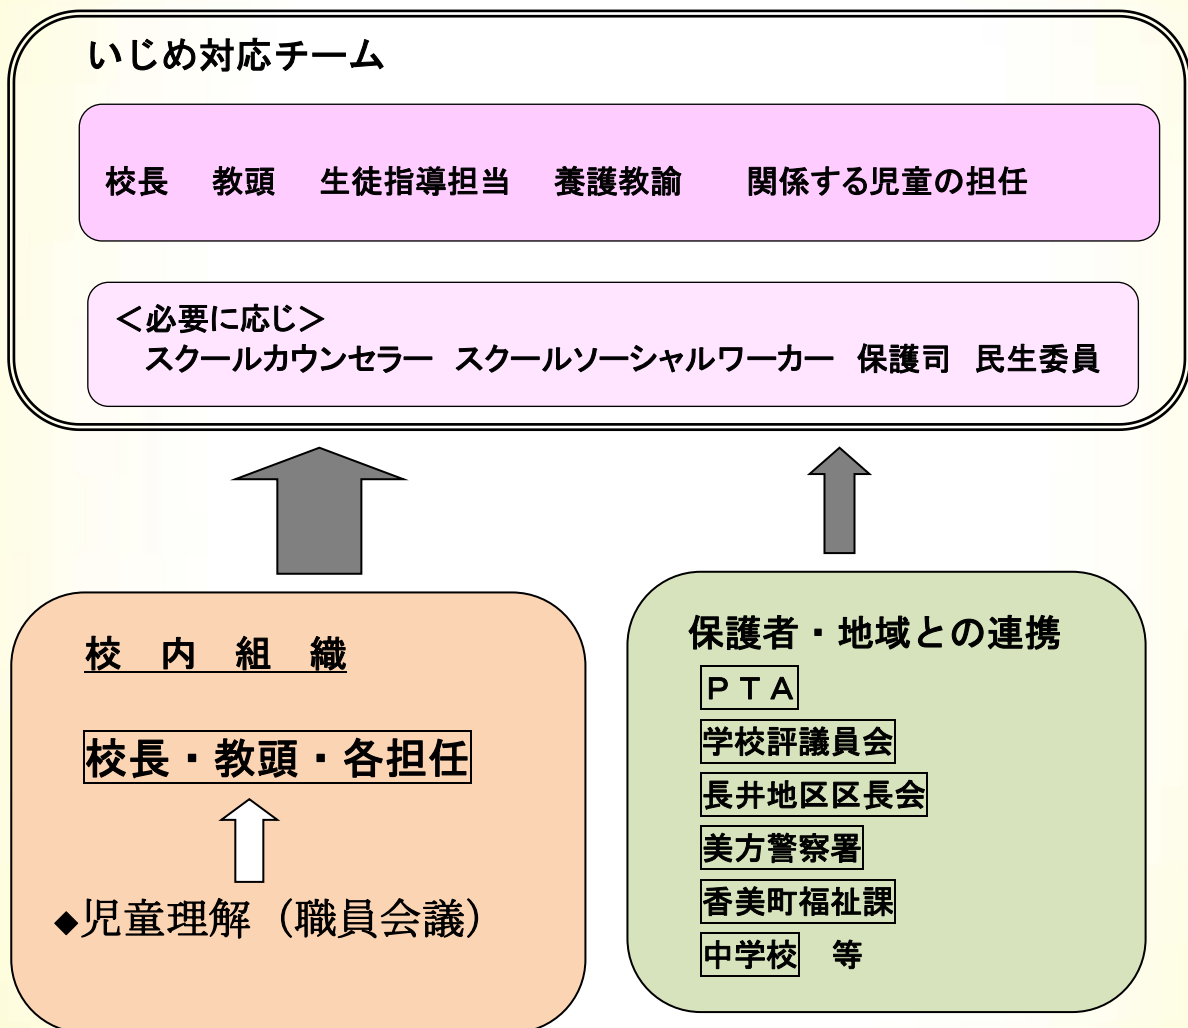 いじめ対応チーム
校長 教頭 生徒指導担当 養護教諭 関係する児童の担任
＜必要に応じ＞
スクールカウンセラー スクールソーシャルワーカー 保護司 民生委員
校 内 組 織
校長・教頭・各担任
◆児童理解（職員会議）
保護者・地域との連携
ＰＴＡ
学校評議員会
長井地区区長会
美方警察署
香美町福祉課
中学校 等